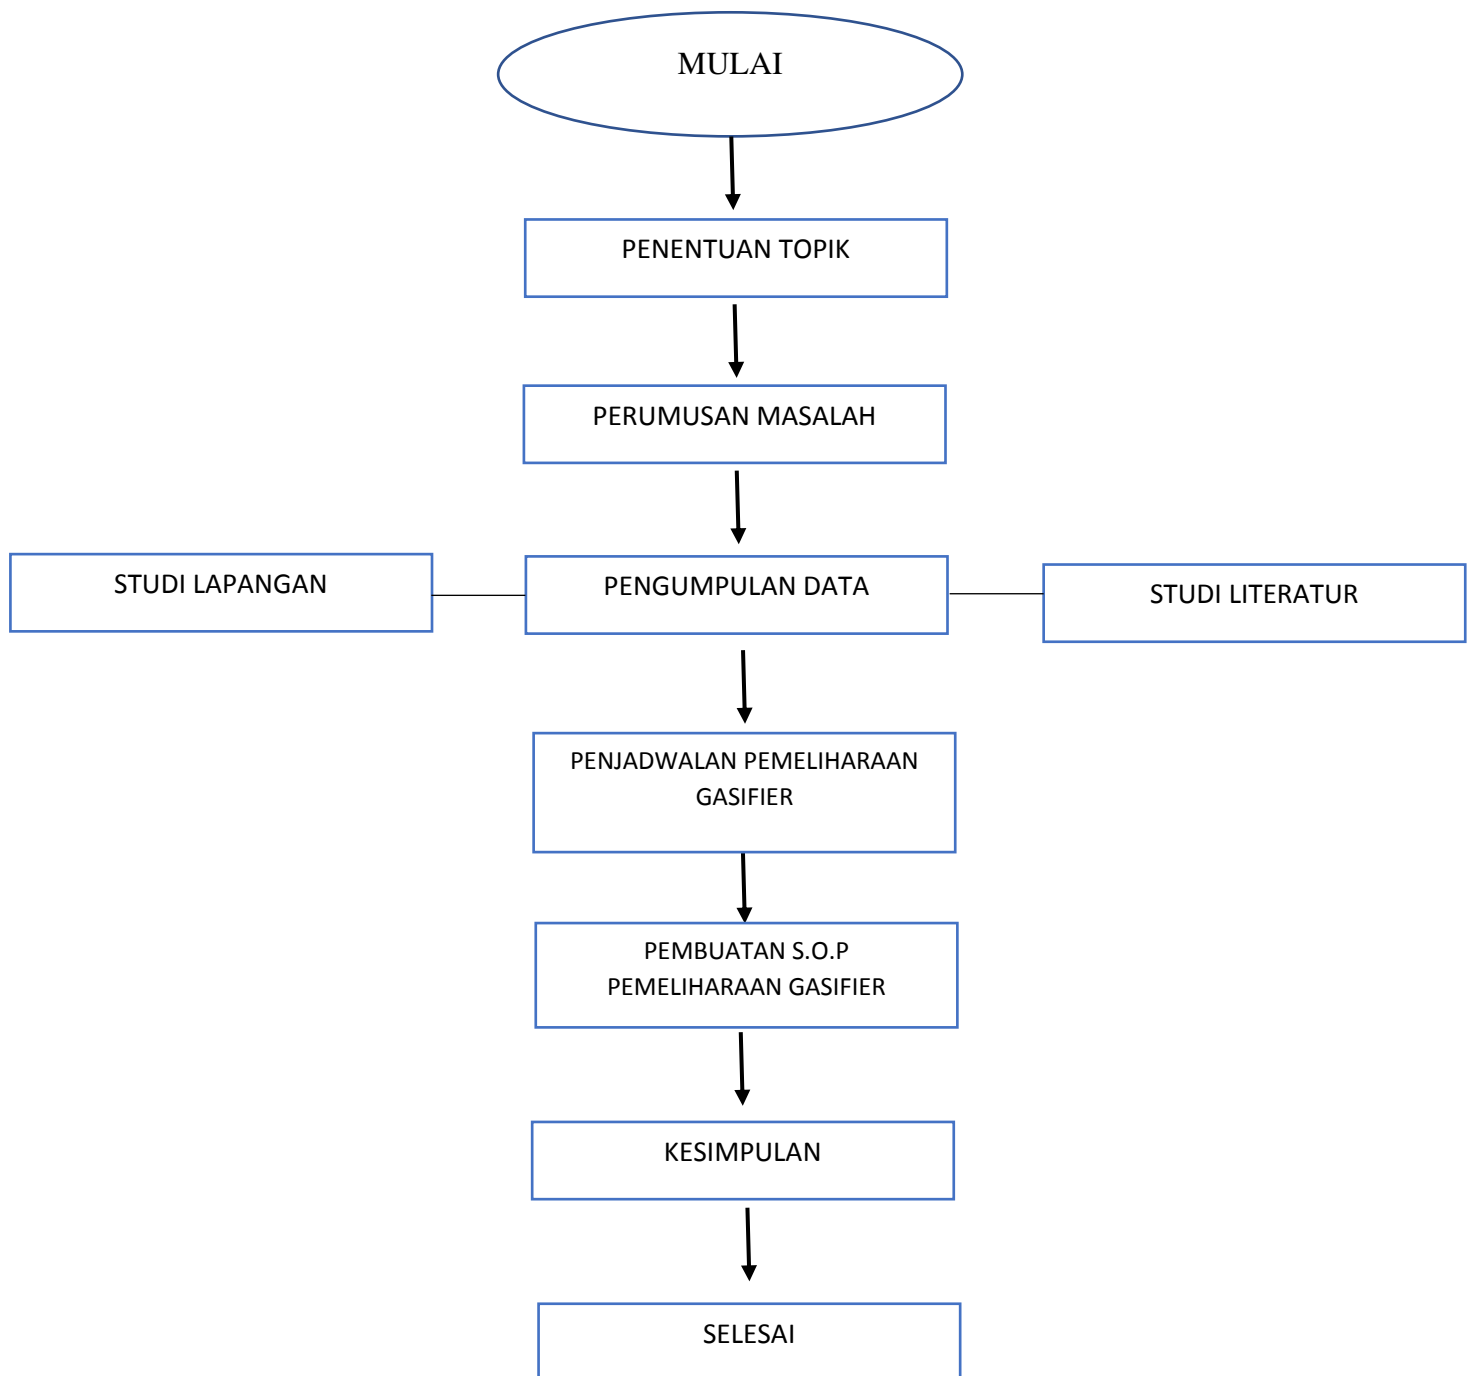 MULAI
PENENTUAN TOPIK
PERUMUSAN MASALAH
STUDI LAPANGAN
PENGUMPULAN DATA
STUDI LITERATUR
PENJADWALAN PEMELIHARAAN
GASIFIER
PEMBUATAN S.O.P
PEMELIHARAAN GASIFIER
KESIMPULAN
SELESAI